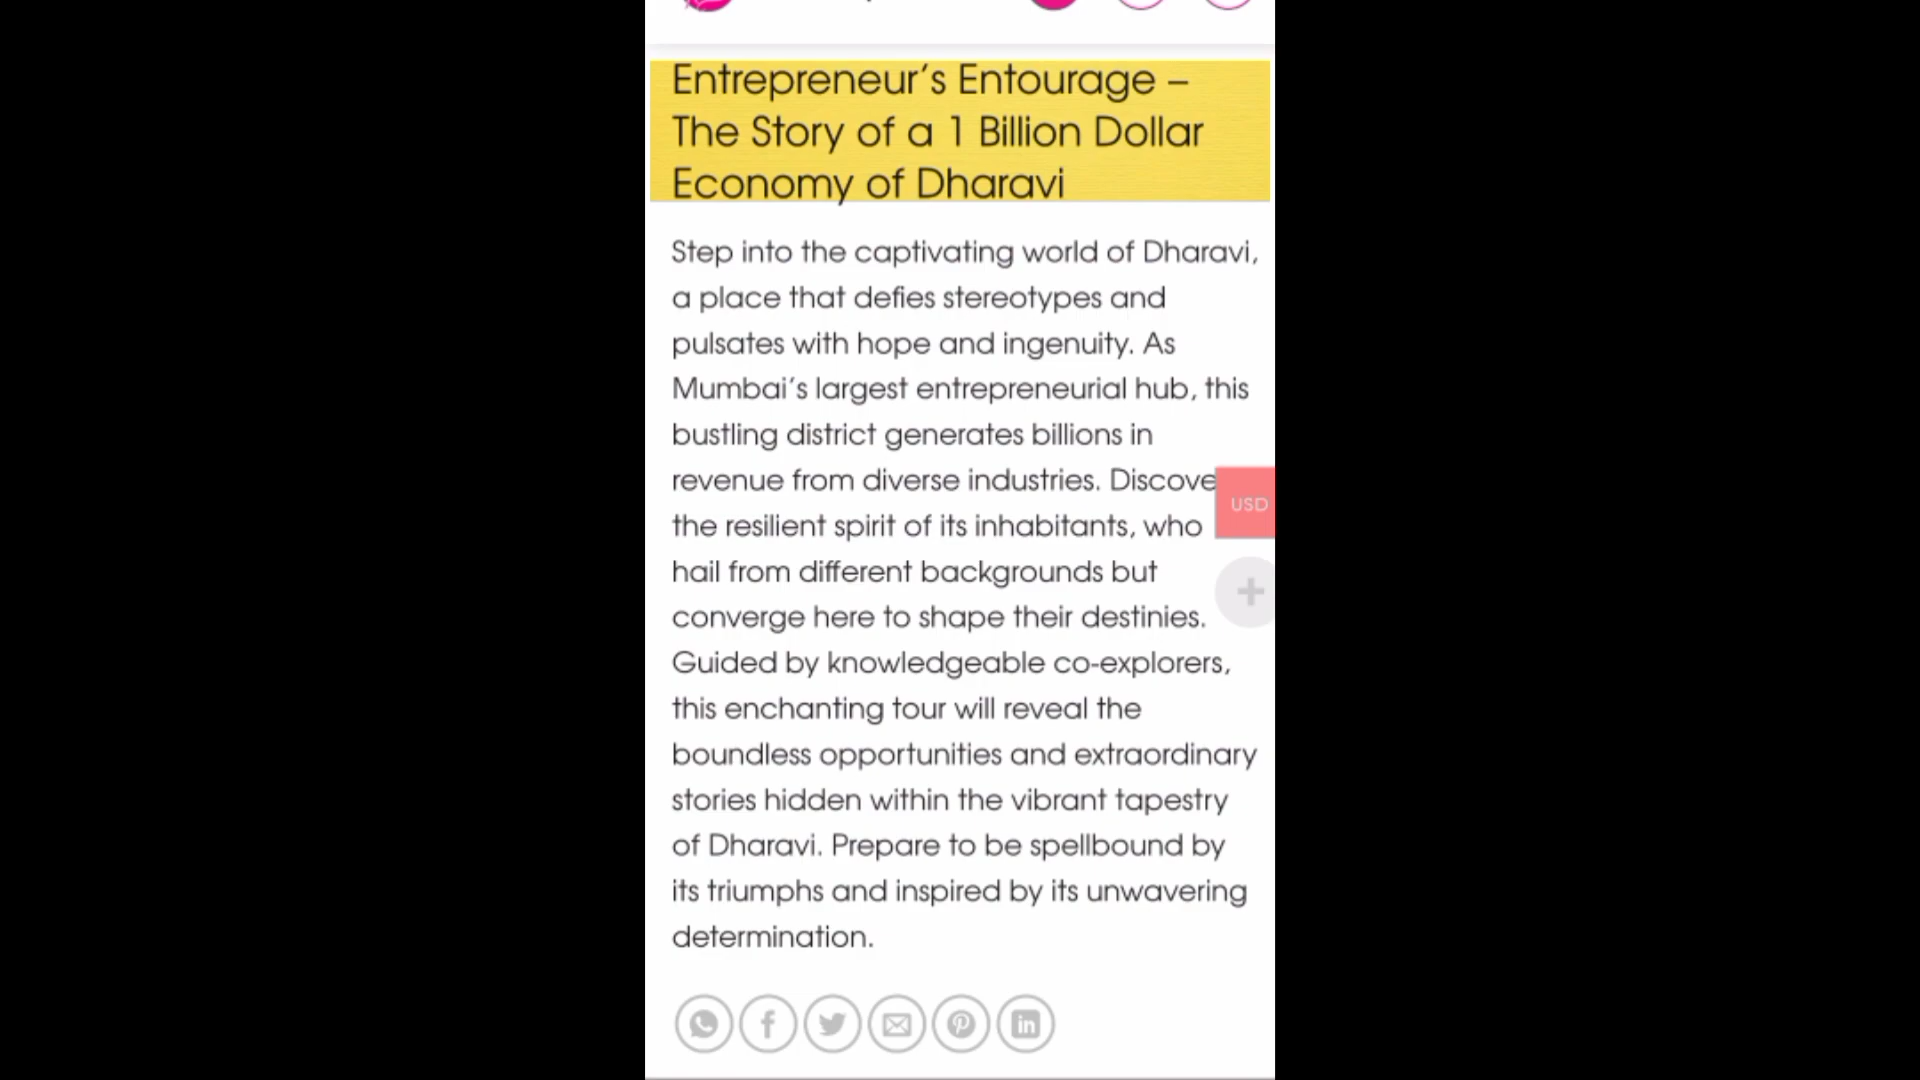 Entrepreneur’s Entourage –
The Story of a 1 Billion Dollar
Economy of Dharavi
Step into the captivating world of Dharavi,
a place that defies stereotypes and
pulsates with hope and ingenuity. As
Mumbai’s largest entrepreneurial hub, this
bustling district generates billions in
revenue from diverse industries. Discove
the resilient spirit of its inhabitants, who
hail from different backgrounds but
converge here to shape their destinies.
Guided by knowledgeable co-explorers,
this enchanting tour will reveal the
boundless opportunities and extraordinary
stories hidden within the vibrant tapestry
of Dharavi. Prepare to be spellbound by
its triumphs and inspired by its unwavering
determination.
USD